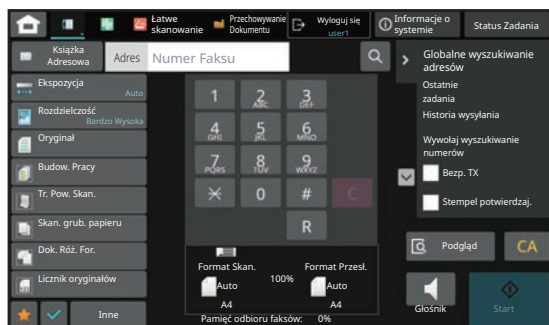 Łatwe
skanowanie
Przechowywanie
Dokumentu
Wyloguj się
user1
Informacje o
systemie
Status Zadania
Książka
Adresowa
Adres
Numer Faksu
Globalne wyszukiwanie
adresów
Ostatnie
zadania
Historia wysyłania
Wywołaj wyszukiwanie
numerów
Bezp. TX
Stempel potwierdzaj.
Ekspozycja
Auto
Rozdzielczość
Bardzo Wysoka
Oryginał
Budow. Pracy
Tr. Pow. Skan.
Skan. grub. papieru
Dok. Róż. For.
Licznik oryginałów
Inne
1
2
ABC
3
DEF
4
GHI
5
JKL
6
MNO
7
PQRS
8
TUV
9
WXYZ
0
#
C
R
Format Skan.
Auto
A4
100%
Format Przesł.
Auto
A4
Pamięć odbioru faksów: 0%
Podgląd
CA
Głośnik
Start